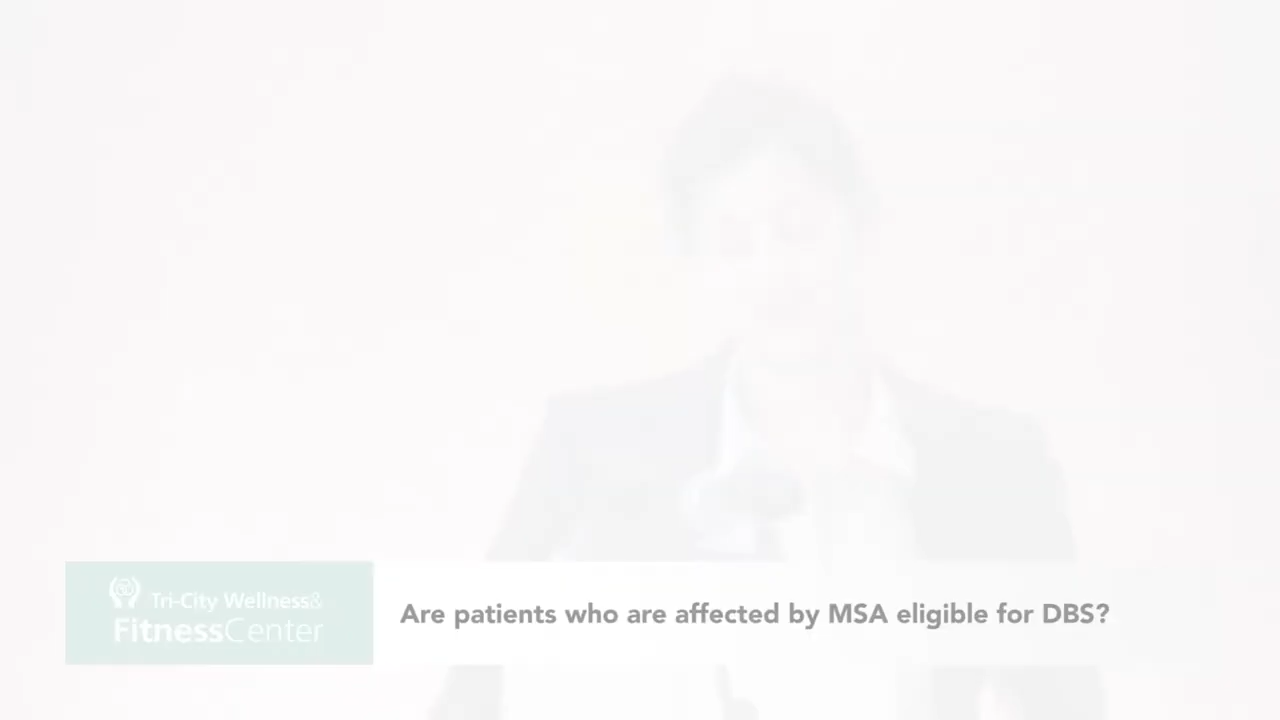 Tri-City Wellness&
FitnessCenter
Are patients who are affected by MSA eligible for DBS?